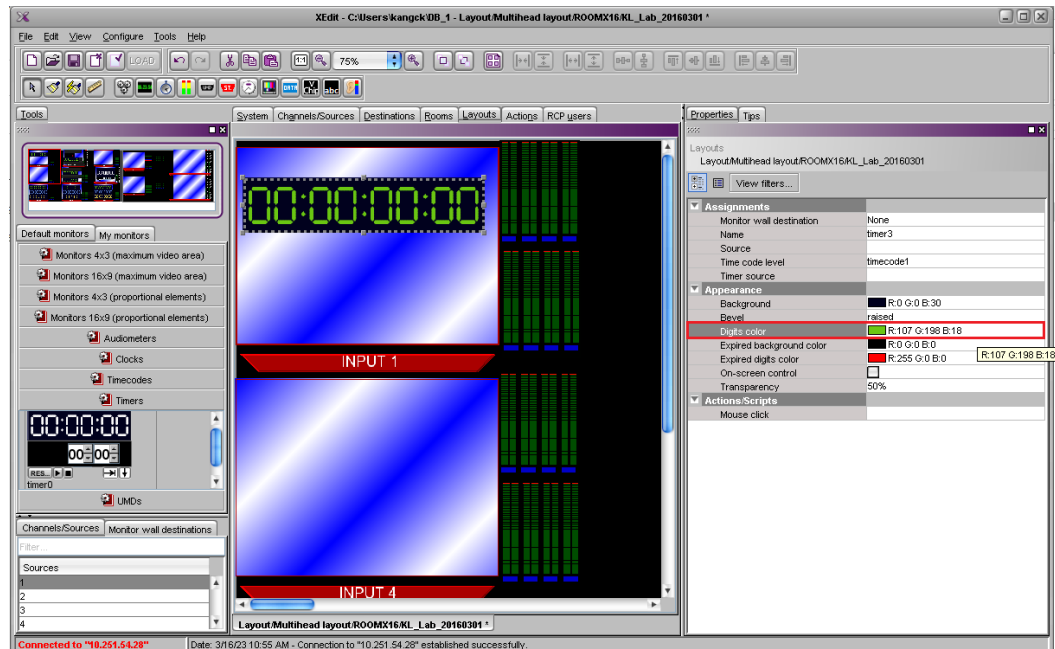 XEdit - C:\Users\kangck\DB_1 - Layout/Multihead layout/ROOMX16/KL_Lab_20160301 *
File Edit View Configure Tools Help
LOAD 1:1 75%
UMP ST. DATA abc
Tools
System Channels/Sources Destinations Rooms Layouts Actions RCP users
Properties Tips
Layouts
Layout/Multihead layout/ROOMX16/KL_Lab_20160301
View filters...
Assignments
Monitor wall destination None
Name timer3
Source
Time code level timecode1
Timer source
Appearance
Background R:0 G:0 B:30
Bevel raised
Digits color R:107 G:198 B:18
Expired background color R:0 G:0 B:0
R:107 G:198 B:18
Expired digits color R:255 G:0 B:0
On-screen control
Transparency 50%
Actions/Scripts
Mouse click
00:00:00:00
INPUT 1
INPUT 4
Layout/Multihead layout/ROOMX16/KL_Lab_20160301 *
Default monitors My monitors
Monitors 4x3 (maximum video area)
Monitors 16x9 (maximum video area)
Monitors 4x3 (proportional elements)
Monitors 16x9 (proportional elements)
Audiometers
Clocks
Timecodes
Timers
00:00:00
00 00
RES...
timer0
UMDs
Channels/Sources Monitor wall destinations
Filter...
Sources
1
2
3
4
Connected to "10.251.54.28" Date: 3/16/23 10:55 AM - Connection to "10.251.54.28" established successfully.